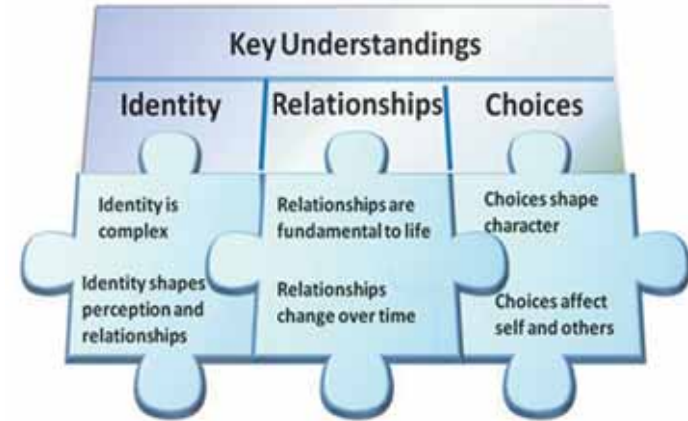 Key Understandings
Identity
Relationships
Choices
Identity is
complex
Identity shapes
perception and
relationships
Relationships are
fundamental to life
Relationships
change over time
Choices shape
character
Choices affect
self and others